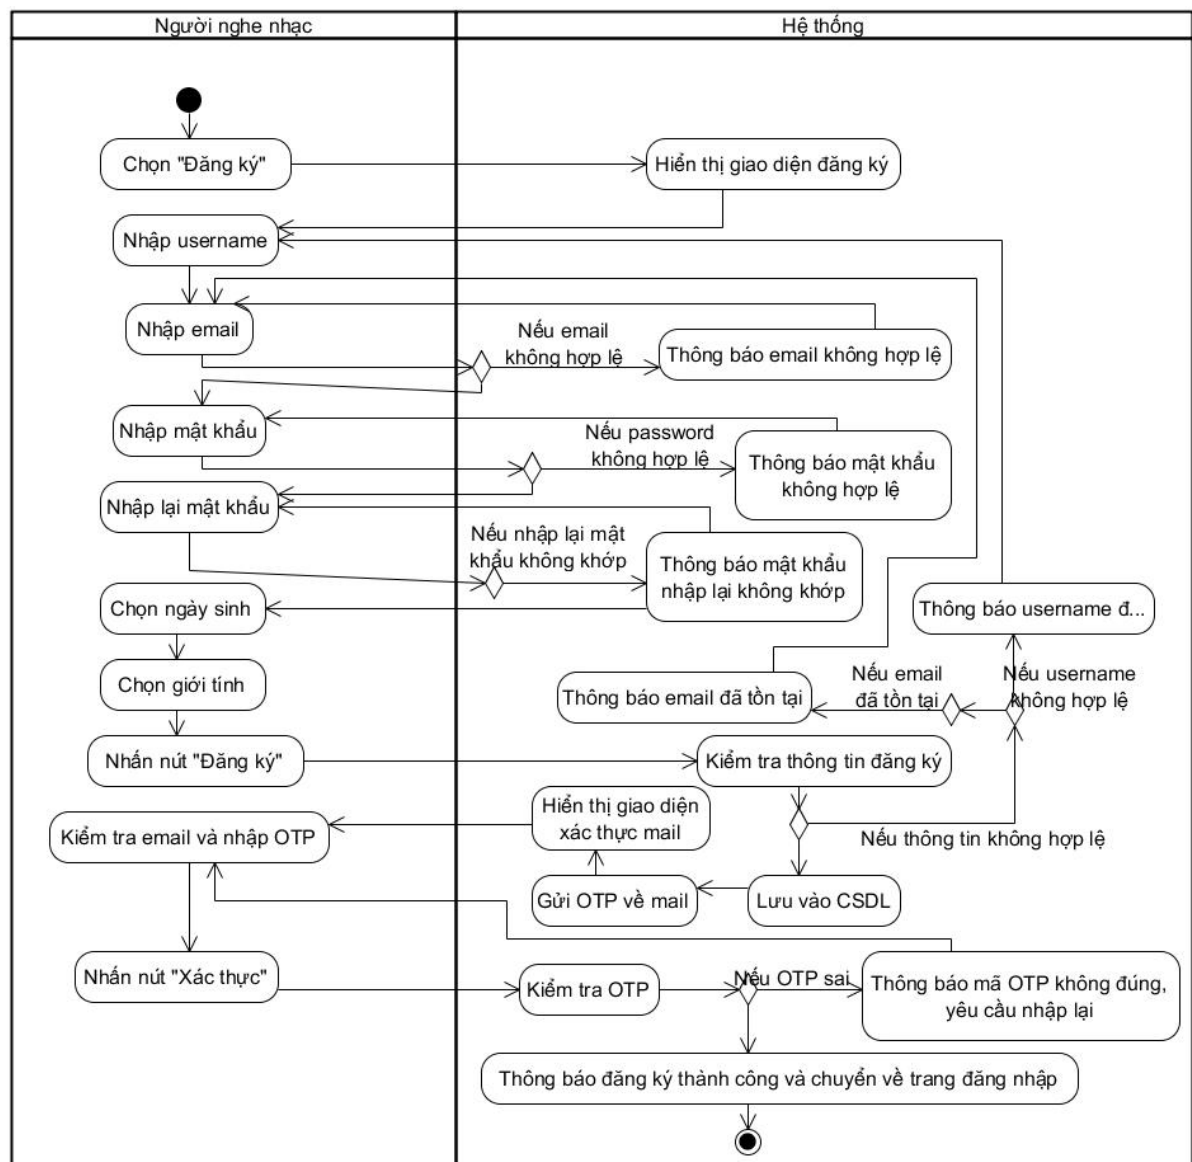 Người nghe nhạc
Hệ thống
Chọn "Đăng ký"
Hiển thị giao diện đăng ký
Nhập username
Nhập email
Nếu email
không hợp lệ
Thông báo email không hợp lệ
Nhập mật khẩu
Nếu password
không hợp lệ
Thông báo mật khẩu
không hợp lệ
Nhập lại mật khẩu
Nếu nhập lại mật
khẩu không khớp
Thông báo mật khẩu
nhập lại không khớp
Chọn ngày sinh
Thông báo username đ...
Chọn giới tính
Thông báo email đã tồn tại
Nếu email
đã tồn tại
Nếu username
không hợp lệ
Nhấn nút "Đăng ký"
Kiểm tra thông tin đăng ký
Hiển thị giao diện
xác thực mail
Kiểm tra email và nhập OTP
Nếu thông tin không hợp lệ
Gửi OTP về mail
Lưu vào CSDL
Nhấn nút "Xác thực"
Kiểm tra OTP
Nếu OTP sai
Thông báo mã OTP không đúng,
yêu cầu nhập lại
Thông báo đăng ký thành công và chuyển về trang đăng nhập